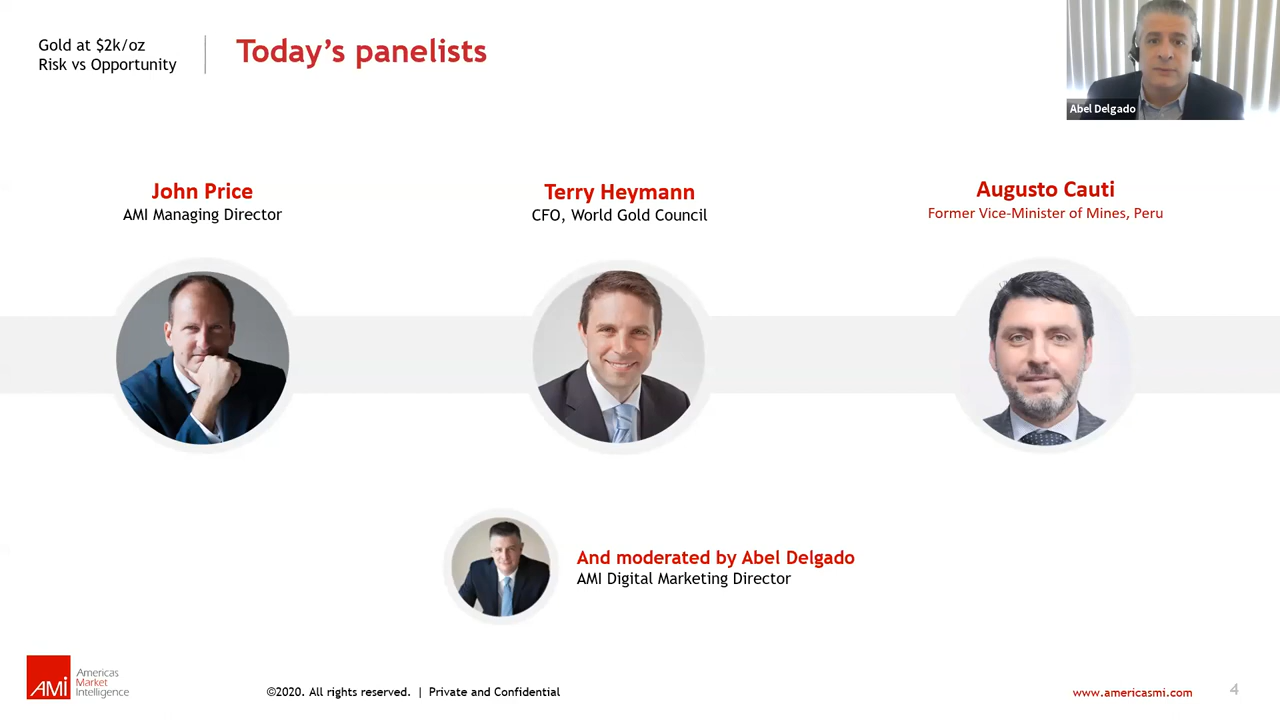 Gold at $2k/oz
Risk vs Opportunity
Today's panelists
Abel Delgado
John Price
AMI Managing Director
Terry Heymann
CFO, World Gold Council
Augusto Cauti
Former Vice-Minister of Mines, Peru
And moderated by Abel Delgado
AMI Digital Marketing Director
AMI
Americas
Market
Intelligence
©2020. All rights reserved. | Private and Confidential
www.americasmi.com
4